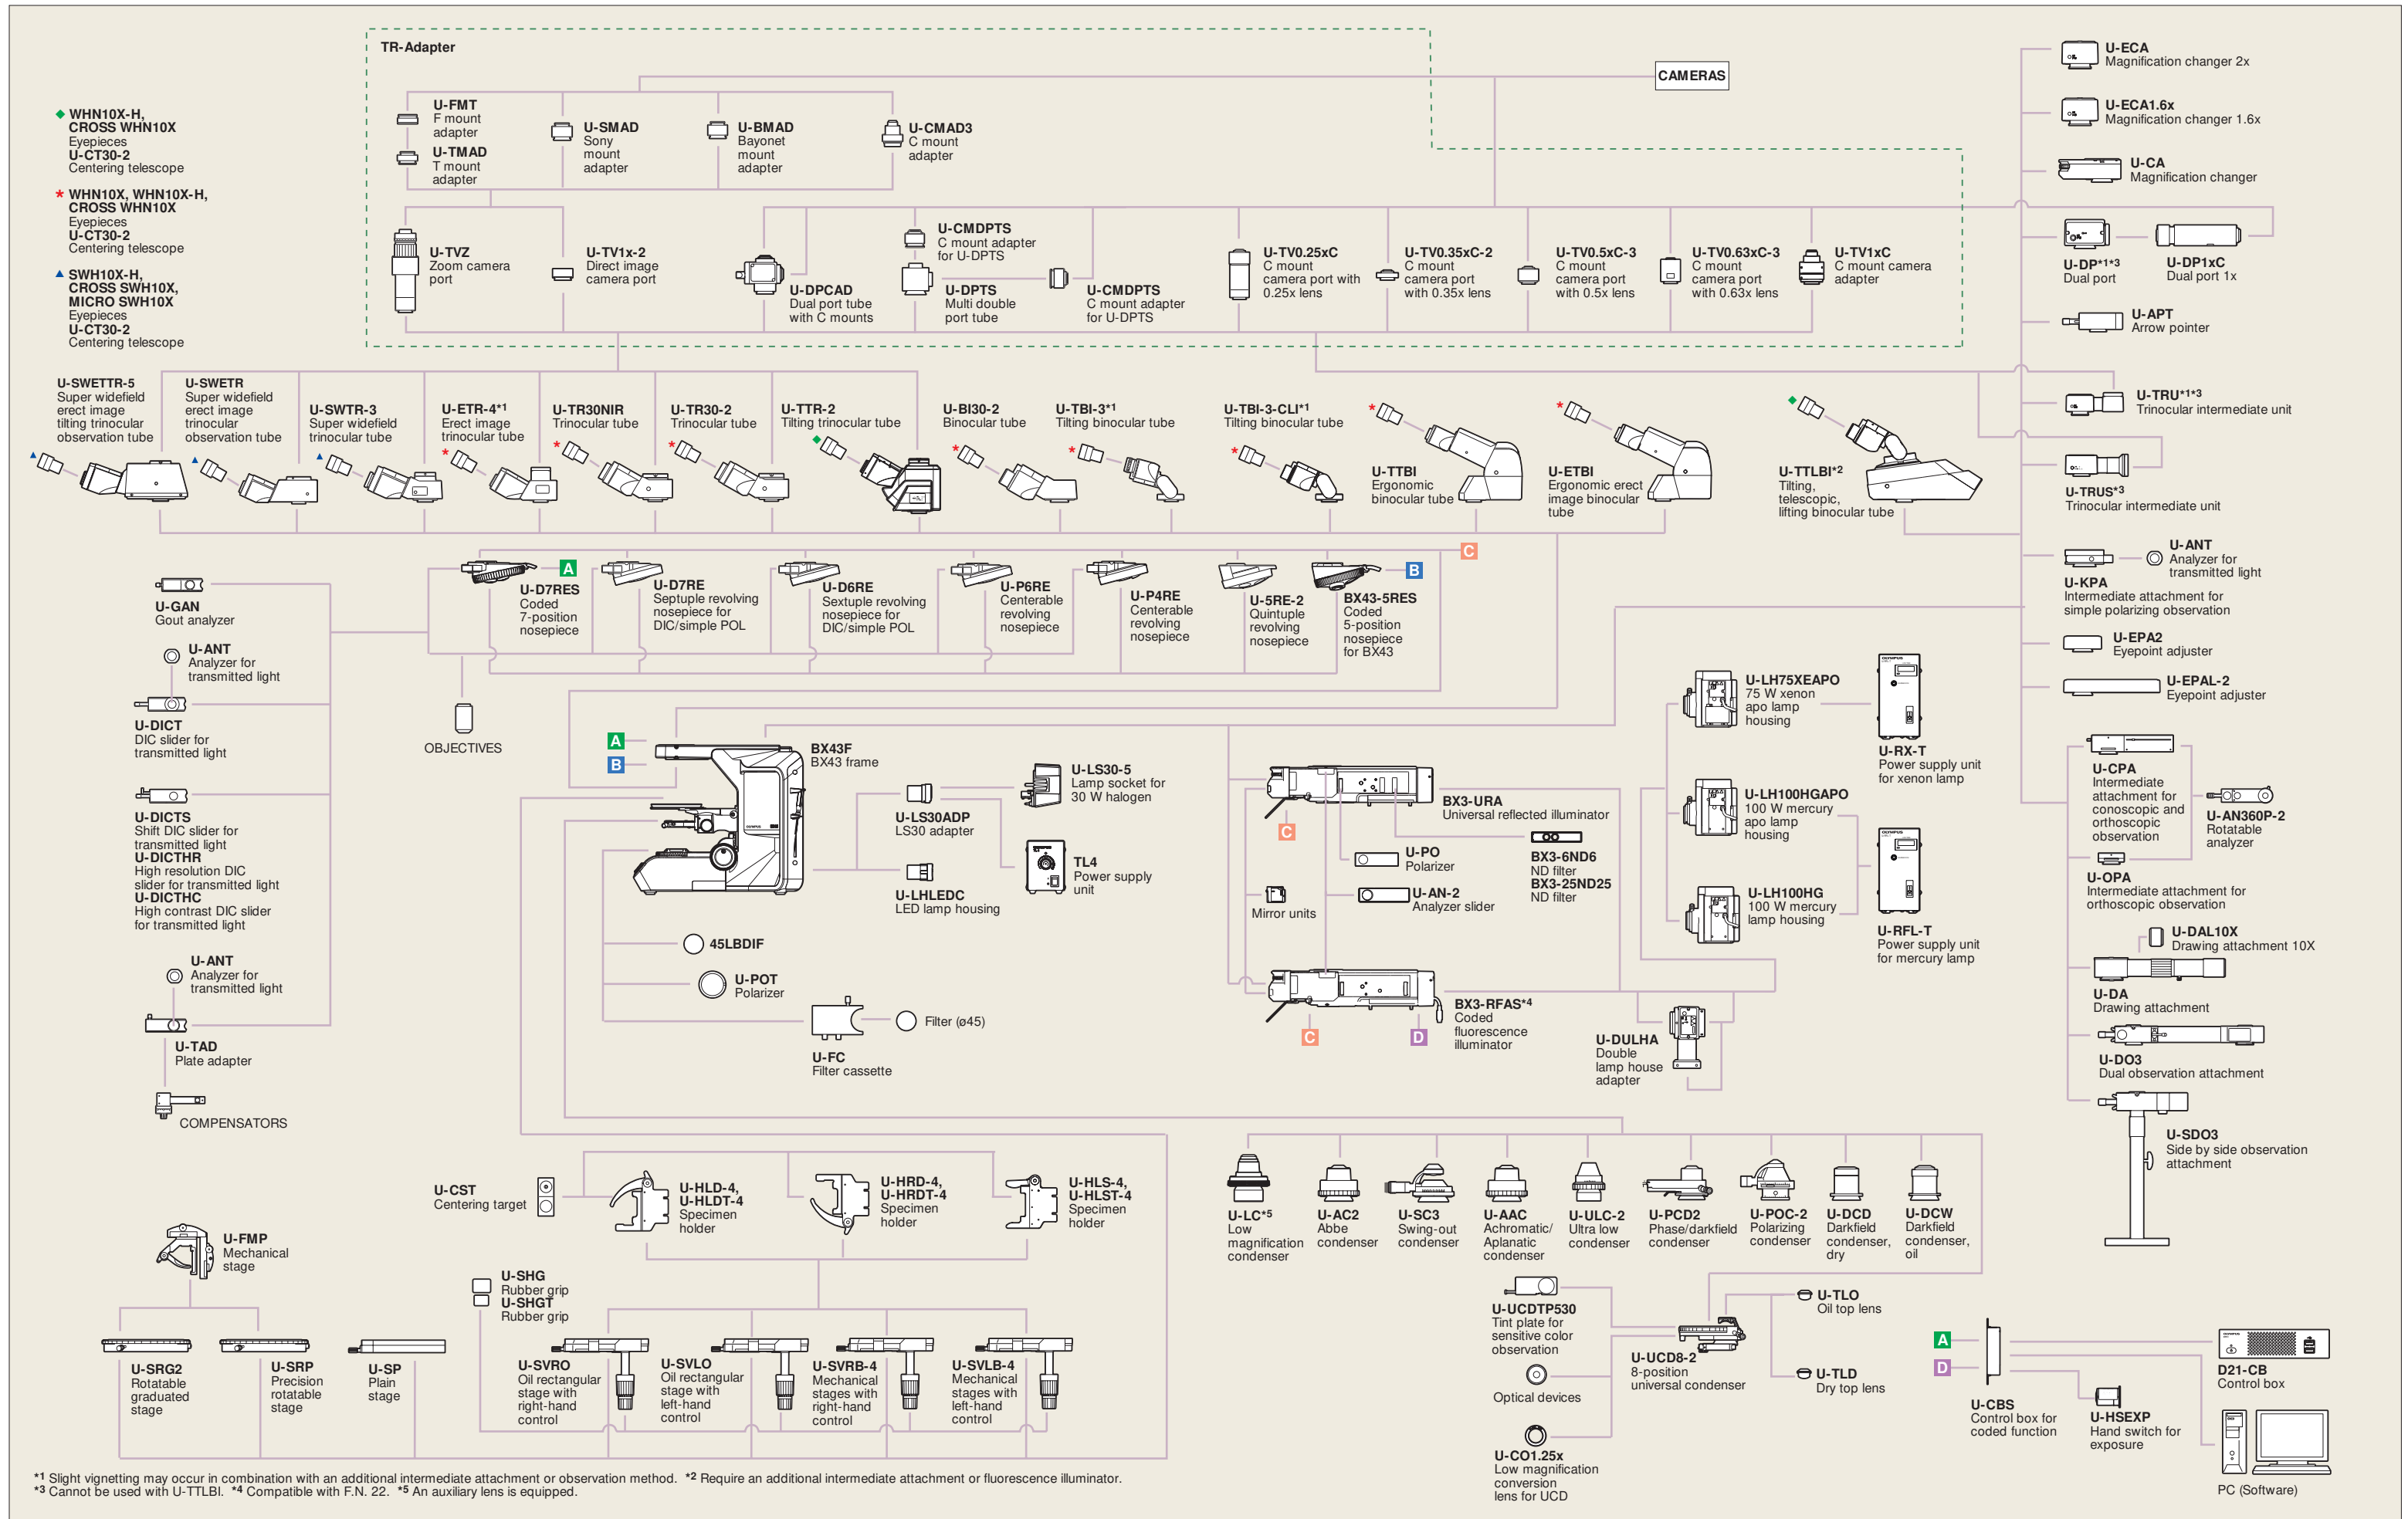 TR-Adapter
CAMERAS
◆ WHN10X-H,
CROSS WHN10X
Eyepieces
U-CT30-2
Centering telescope
* WHN10X, WHN10X-H,
CROSS WHN10X
Eyepieces
U-CT30-2
Centering telescope
▲ SWH10X-H,
CROSS SWH10X,
MICRO SWH10X
Eyepieces
U-CT30-2
Centering telescope
U-FMT
F mount
adapter
U-TMAD
T mount
adapter
U-SMAD
Sony
mount
adapter
U-BMAD
Bayonet
mount
adapter
U-CMAD3
C mount
adapter
U-TVZ
Zoom camera
port
U-TV1x-2
Direct image
camera port
U-DPCAD
Dual port tube
with C mounts
U-CMDPTS
C mount adapter
for U-DPTS
U-DPTS
Multi double
port tube
U-CMDPTS
C mount adapter
for U-DPTS
U-TV0.25xC
C mount
camera port with
0.25x lens
U-TV0.35xC-2
C mount
camera port
with 0.35x lens
U-TV0.5xC-3
C mount
camera port
with 0.5x lens
U-TV0.63xC-3
C mount
camera port
with 0.63x lens
U-TV1xC
C mount camera
adapter
U-ECA
Magnification changer 2x
U-ECA1.6x
Magnification changer 1.6x
U-CA
Magnification changer
U-DP*1*3
Dual port
U-DP1xC
Dual port 1x
U-APT
Arrow pointer
U-TRU*1*3
Trinocular intermediate unit
U-TRUS*3
Trinocular intermediate unit
U-ANT
Analyzer for
transmitted light
U-KPA
Intermediate attachment for
simple polarizing observation
U-EPA2
Eyepoint adjuster
U-EPAL-2
Eyepoint adjuster
U-SWETTR-5
Super widefield
erect image
tilting trinocular
observation tube
U-SWETR
Super widefield
erect image
trinocular
observation tube
U-SWTR-3
Super widefield
trinocular tube
U-ETR-4*1
Erect image
trinocular tube
U-TR30NIR
Trinocular tube
U-TR30-2
Trinocular tube
U-TTR-2
Tilting trinocular tube
U-BI30-2
Binocular tube
U-TBI-3*1
Tilting binocular tube
U-TBI-3-CLI*1
Tilting binocular tube
U-TTBI
Ergonomic
binocular tube
U-ETBI
Ergonomic erect
image binocular
tube
U-TTLBI*2
Tilting,
telescopic,
lifting binocular tube
C
A
U-D7RES
Coded
7-position
nosepiece
U-D7RE
Septuple revolving
nosepiece for
DIC/simple POL
U-D6RE
Sextuple revolving
nosepiece for
DIC/simple POL
U-P6RE
Centerable
revolving
nosepiece
U-P4RE
Centerable
revolving
nosepiece
U-5RE-2
Quintuple
revolving
nosepiece
B
BX43-5RES
Coded
5-position
nosepiece
for BX43
U-GAN
Gout analyzer
U-ANT
Analyzer for
transmitted light
U-DICT
DIC slider for
transmitted light
U-DICTS
Shift DIC slider for
transmitted light
U-DICTHR
High resolution DIC
slider for transmitted light
U-DICTHC
High contrast DIC slider
for transmitted light
U-ANT
Analyzer for
transmitted light
U-TAD
Plate adapter
COMPENSATORS
OBJECTIVES
A
B
BX43F
BX43 frame
U-LS30ADP
LS30 adapter
U-LS30-5
Lamp socket for
30 W halogen
U-LHLEDC
LED lamp housing
TL4
Power supply
unit
45LBDIF
U-POT
Polarizer
Filter (ø45)
U-FC
Filter cassette
BX3-URA
Universal reflected illuminator
C
U-PO
Polarizer
BX3-6ND6
ND filter
BX3-25ND25
ND filter
U-AN-2
Analyzer slider
Mirror units
BX3-RFAS*4
Coded
fluorescence
illuminator
C
D
U-LH75XEAPO
75 W xenon
apo lamp
housing
U-RX-T
Power supply unit
for xenon lamp
U-LH100HGAPO
100 W mercury
apo lamp
housing
U-LH100HG
100 W mercury
lamp housing
U-RFL-T
Power supply unit
for mercury lamp
U-DULHA
Double
lamp house
adapter
U-CPA
Intermediate
attachment for
conoscopic and
orthoscopic
observation
U-AN360P-2
Rotatable
analyzer
U-OPA
Intermediate attachment for
orthoscopic observation
U-DAL10X
Drawing attachment 10X
U-DA
Drawing attachment
U-DO3
Dual observation attachment
U-SDO3
Side by side observation
attachment
U-CST
Centering target
U-HLD-4,
U-HLDT-4
Specimen
holder
U-HRD-4,
U-HRDT-4
Specimen
holder
U-HLS-4,
U-HLST-4
Specimen
holder
U-FMP
Mechanical
stage
U-SHG
Rubber grip
U-SHGT
Rubber grip
U-SRG2
Rotatable
graduated
stage
U-SRP
Precision
rotatable
stage
U-SP
Plain
stage
U-SVRO
Oil rectangular
stage with
right-hand
control
U-SVLO
Oil rectangular
stage with
left-hand
control
U-SVRB-4
Mechanical
stages with
right-hand
control
U-SVLB-4
Mechanical
stages with
left-hand
control
U-LC*5
Low
magnification
condenser
U-AC2
Abbe
condenser
U-SC3
Swing-out
condenser
U-AAC
Achromatic/
Aplanatic
condenser
U-ULC-2
Ultra low
condenser
U-PCD2
Phase/darkfield
condenser
U-POC-2
Polarizing
condenser
U-DCD
Darkfield
condenser,
dry
U-DCW
Darkfield
condenser,
oil
U-UCDTP530
Tint plate for
sensitive color
observation
Optical devices
U-CO1.25x
Low magnification
conversion
lens for UCD
U-UCD8-2
8-position
universal condenser
U-TLO
Oil top lens
U-TLD
Dry top lens
A
D
U-CBS
Control box for
coded function
U-HSEXP
Hand switch for
exposure
D21-CB
Control box
PC (Software)
*1 Slight vignetting may occur in combination with an additional intermediate attachment or observation method. *2 Require an additional intermediate attachment or fluorescence illuminator.
*3 Cannot be used with U-TTLBI. *4 Compatible with F.N. 22. *5 An auxiliary lens is equipped.